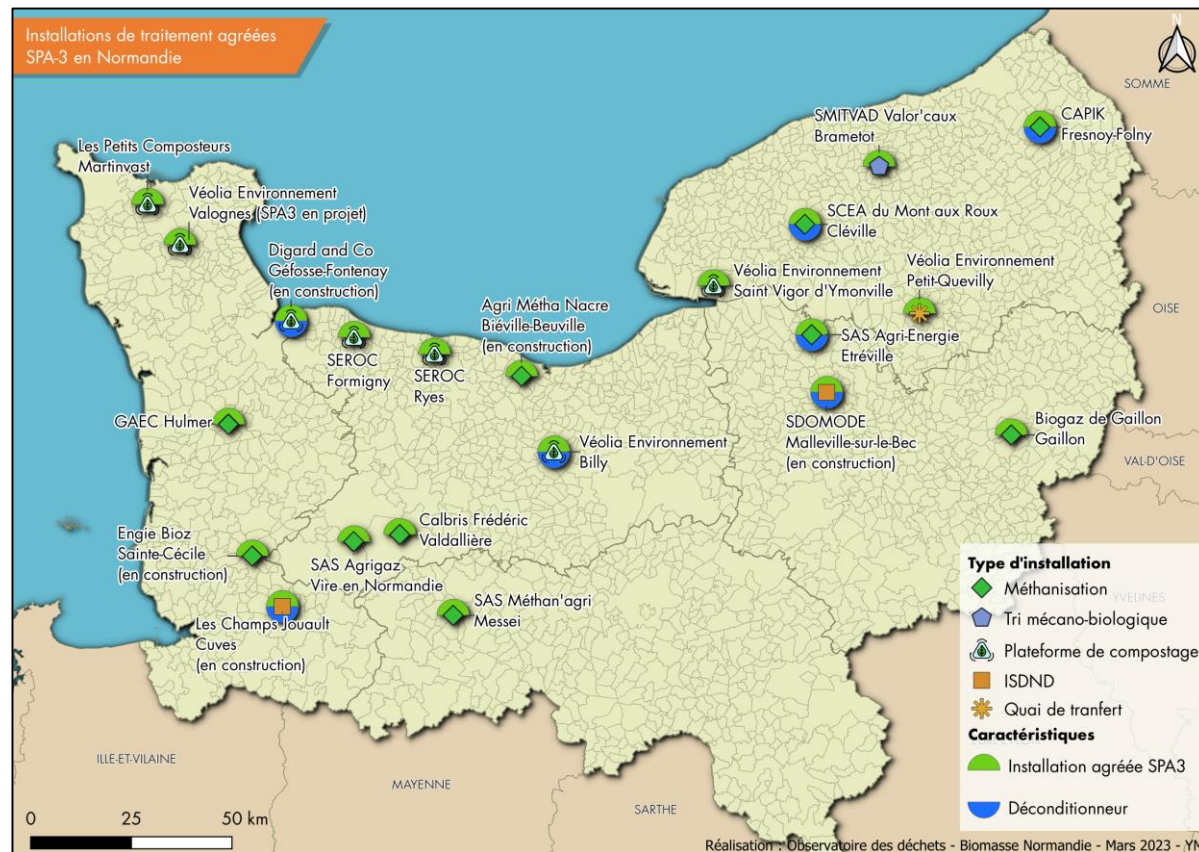 Installations de traitement agréées
SPA-3 en Normandie
N
SOMME
SMITVAD Valor'caux
Brametot
CAPIK
Fresnoy-Folny
Les Petits Composteurs
Martinvast
Véolia Environnement
Valognes (SPA3 en projet)
SCEA du Mont aux Roux
Cléville
Digard and Co
Géfosse-Fontenay
(en construction)
Véolia Environnement
Saint Vigor d'Ymonville
Véolia Environnement
Petit-Quevilly
Agri Métha Nacre
Biéville-Beuville
(en construction)
OISE
SEROC
Formigny
SEROC
Ryes
SAS Agri-Energie
Etréville
GAEC Hulmer
SDOMODE
Malleville-sur-le-Bec
(en construction)
Biogaz de Gaillon
Gaillon
Véolia Environnement
Billy
VAL-D'OISE
Engie Bioz
Sainte-Cécile
(en construction)
Calbris Frédéric
Valdallière
SAS Agrigaz
Vire en Normandie
SAS Méthan'agri
Messei
Les Champs Jouault
Cuves
(en construction)
Type d'installation
Méthanisation
YVELINES
Tri mécano-biologique
Plateforme de compostage
ISDND
Quai de tranfert
Caractéristiques
Installation agréée SPA3
Déconditionneur
ILLE-ET-VILAINE
MAYENNE
SARTHE
0 25 50 km
Réalisation : Observatoire des déchets - Biomasse Normandie - Mars 2023 -